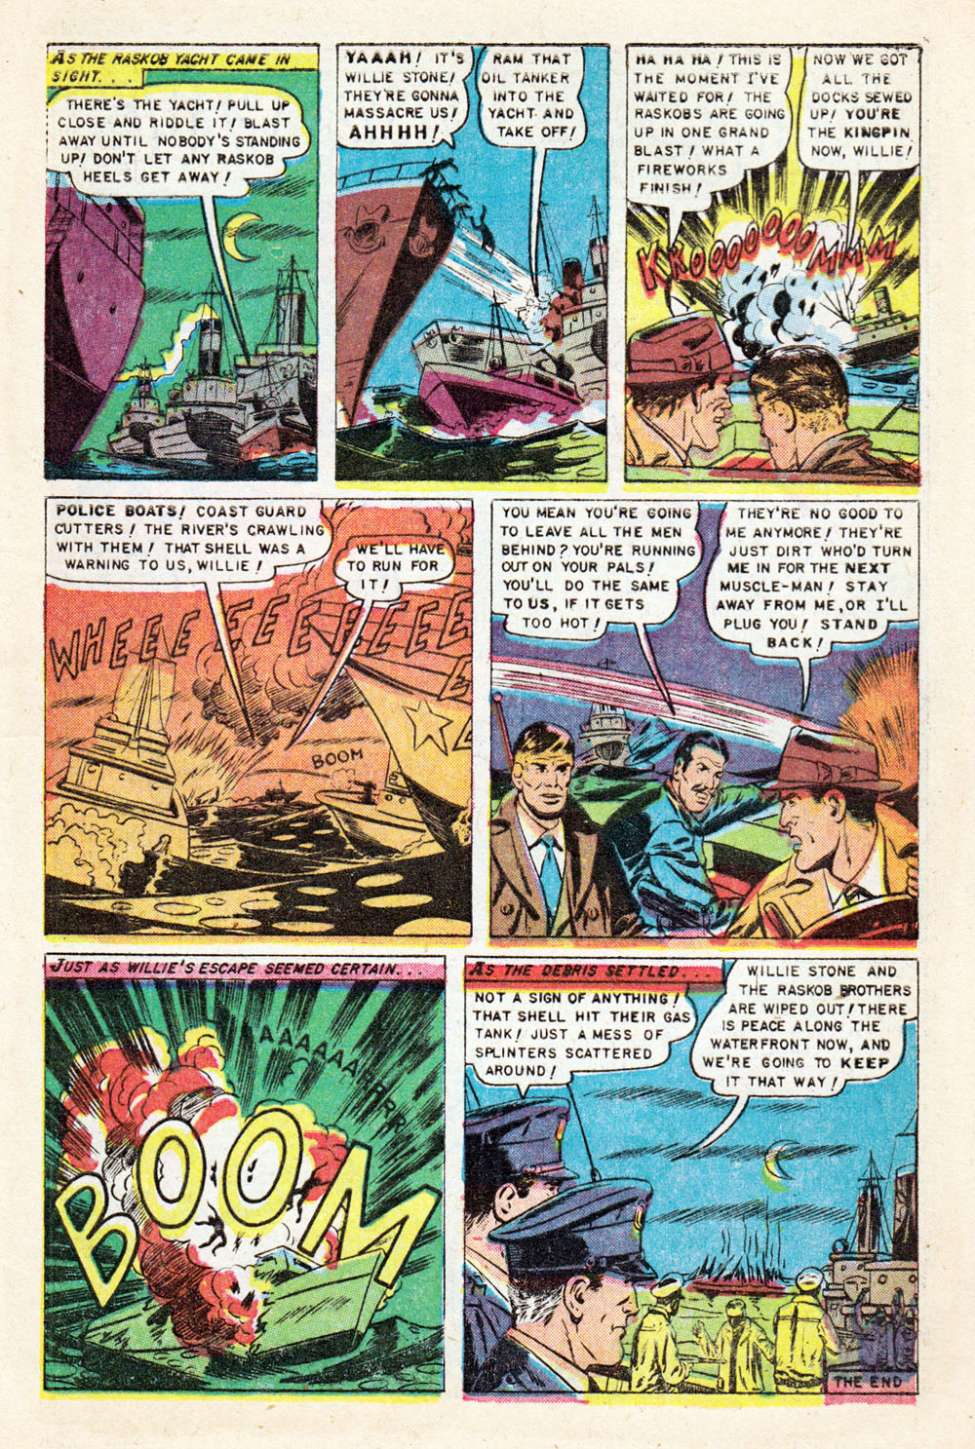 AS THE RASKOB YACHT CAME IN
SIGHT...
THERE'S THE YACHT! PULL UP
CLOSE AND RIDDLE IT! BLAST
AWAY UNTIL NOBODY'S STANDING
UP! DON'T LET ANY RASKOB
HEELS GET AWAY!
YAAAH! IT'S
WILLIE STONE!
THEY'RE GONNA
MASSACRE US!
AHHHH!
RAM THAT
OIL TANKER
INTO THE
YACHT AND
TAKE OFF!
HA HA HA! THIS IS
THE MOMENT I'VE
WAITED FOR! THE
RASKOBS ARE GOING
UP IN ONE GRAND
BLAST! WHAT A
FIREWORKS
FINISH!
NOW WE GOT
ALL THE
DOCKS SEWED
UP! YOU'RE
THE KINGPIN
NOW, WILLIE!
KKOOOOOOOMMMM
POLICE BOATS! COAST GUARD
CUTTERS! THE RIVER'S CRAWLING
WITH THEM! THAT SHELL WAS A
WARNING TO US, WILLIE!
WE'LL HAVE
TO RUN FOR
IT!
WHEEEEEEEEEEEE
BOOM
YOU MEAN YOU'RE GOING
TO LEAVE ALL THE MEN
BEHIND? YOU'RE RUNNING
OUT ON YOUR PALS!
YOU'LL DO THE SAME
TO US, IF IT GETS
TOO HOT!
THEY'RE NO GOOD TO
ME ANYMORE! THEY'RE
JUST DIRT WHO'D TURN
ME IN FOR THE NEXT
MUSCLE-MAN! STAY
AWAY FROM ME, OR I'LL
PLUG YOU! STAND
BACK!
JUST AS WILLIE'S ESCAPE SEEMED CERTAIN...
AAAAAARRRR
BOOM
AS THE DEBRIS SETTLED...
NOT A SIGN OF ANYTHING!
THAT SHELL HIT THEIR GAS
TANK! JUST A MESS OF
SPLINTERS SCATTERED
AROUND!
WILLIE STONE AND
THE RASKOB BROTHERS
ARE WIPED OUT! THERE
IS PEACE ALONG THE
WATERFRONT NOW, AND
WE'RE GOING TO KEEP
IT THAT WAY!
THE END